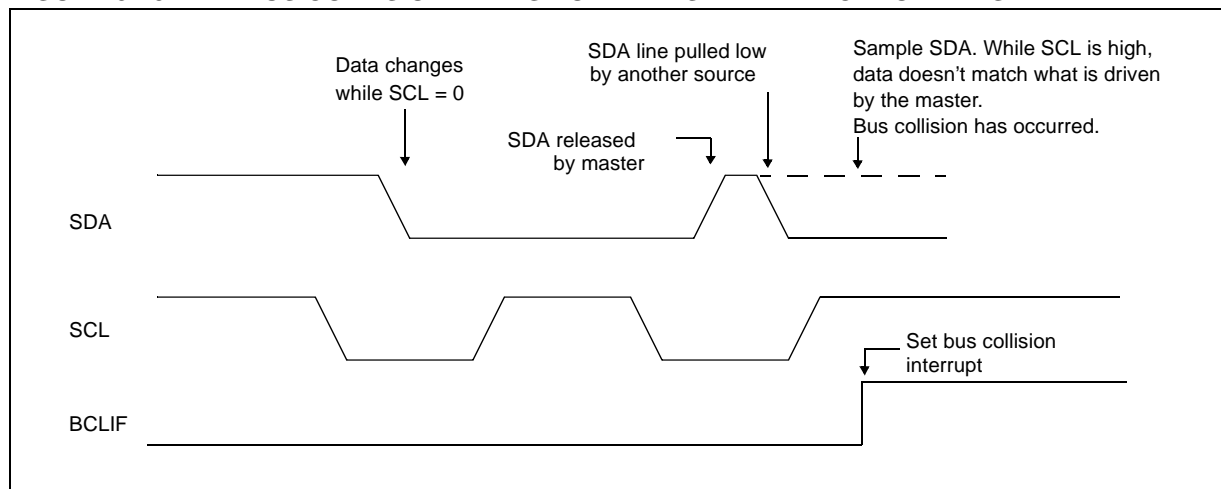 Data changes
while SCL = 0
SDA line pulled low
by another source
Sample SDA. While SCL is high,
data doesn't match what is driven
by the master.
Bus collision has occurred.
SDA released
by master
SDA
SCL
Set bus collision
interrupt
BCLIF